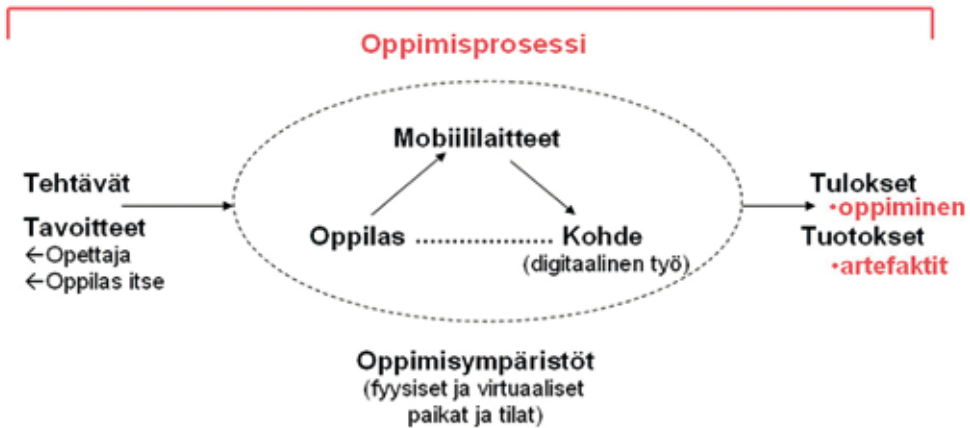 Oppimisprosessi
Mobiililaitteet
Tehtävät
Tavoitteet
←Opettaja
←Oppilas itse
Oppilas
Kohde
(digitaalinen työ)
Tulokset
•oppiminen
Tuotokset
•artefaktit
Oppimisympäristöt
(fyysiset ja virtuaaliset
paikat ja tilat)